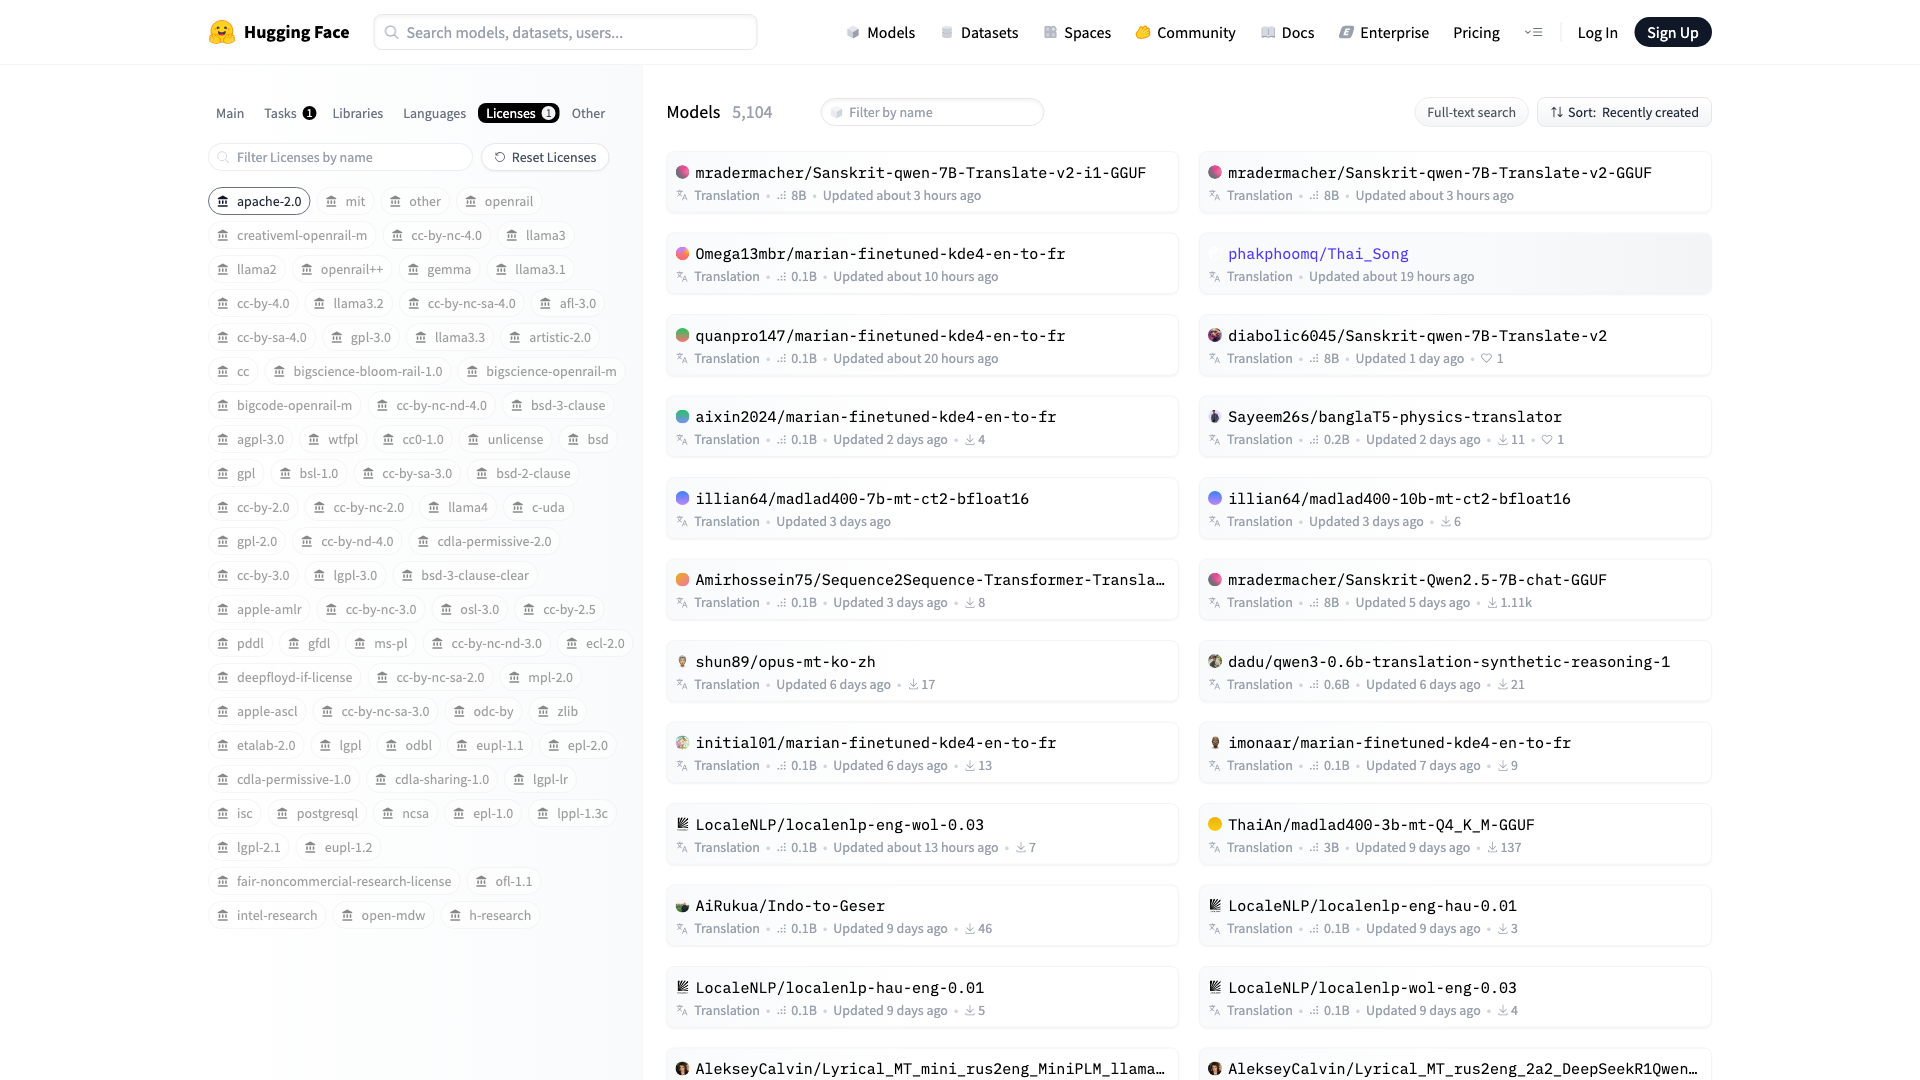 Hugging Face
Search models, datasets, users...
Models
Datasets
Spaces
Community
Docs
Enterprise
Pricing
Log In
Sign Up
Main
Tasks 1
Libraries
Languages
Licenses 1
Other
Filter Licenses by name
Reset Licenses
apache-2.0 mit other openrail
creativeml-openrail-m cc-by-nc-4.0 llama3
llama2 openrail++ gemma llama3.1
cc-by-4.0 llama3.2 cc-by-nc-sa-4.0 afl-3.0
cc-by-sa-4.0 gpl-3.0 llama3.3 artistic-2.0
cc bigscience-bloom-rail-1.0 bigscience-openrail-m
bigcode-openrail-m cc-by-nc-nd-4.0 bsd-3-clause
agpl-3.0 wtfpl cc0-1.0 unlicense bsd
gpl bsl-1.0 cc-by-sa-3.0 bsd-2-clause
cc-by-2.0 cc-by-nc-2.0 llama4 c-uda
gpl-2.0 cc-by-nd-4.0 cdla-permissive-2.0
cc-by-3.0 lgpl-3.0 bsd-3-clause-clear
apple-amlr cc-by-nc-3.0 osl-3.0 cc-by-2.5
pddl gfdl ms-pl cc-by-nc-nd-3.0 ecl-2.0
deepfloyd-if-license cc-by-nc-sa-2.0 mpl-2.0
apple-ascl cc-by-nc-sa-3.0 odc-by zlib
etalab-2.0 lgpl odbl eupl-1.1 epl-2.0
cdla-permissive-1.0 cdla-sharing-1.0 lgpl-lr
isc postgresql ncsa epl-1.0 lppl-1.3c
lgpl-2.1 eupl-1.2
fair-noncommercial-research-license ofl-1.1
intel-research open-mdw h-research
Models 5,104
Filter by name
Full-text search
Sort: Recently created
mradermacher/Sanskrit-qwen-7B-Translate-v2-i1-GGUF
Translation • 8B • Updated about 3 hours ago
mradermacher/Sanskrit-qwen-7B-Translate-v2-GGUF
Translation • 8B • Updated about 3 hours ago
Omega13mbr/marian-finetuned-kde4-en-to-fr
Translation • 0.1B • Updated about 10 hours ago
phakphoomq/Thai_Song
Translation • Updated about 19 hours ago
quanpro147/marian-finetuned-kde4-en-to-fr
Translation • 0.1B • Updated about 20 hours ago
diabolic6045/Sanskrit-qwen-7B-Translate-v2
Translation • 8B • Updated 1 day ago • 1
aixin2024/marian-finetuned-kde4-en-to-fr
Translation • 0.1B • Updated 2 days ago • 4
Sayeem26s/banglaT5-physics-translator
Translation • 0.2B • Updated 2 days ago • 11 • 1
illian64/madlad400-7b-mt-ct2-bfloat16
Translation • Updated 3 days ago
illian64/madlad400-10b-mt-ct2-bfloat16
Translation • Updated 3 days ago • 6
Amirhossein75/Sequence2Sequence-Transformer-Transla…
Translation • 0.1B • Updated 3 days ago • 8
mradermacher/Sanskrit-Qwen2.5-7B-chat-GGUF
Translation • 8B • Updated 5 days ago • 1.11k
shun89/opus-mt-ko-zh
Translation • Updated 6 days ago • 17
dadu/qwen3-0.6b-translation-synthetic-reasoning-1
Translation • 0.6B • Updated 6 days ago • 21
initial01/marian-finetuned-kde4-en-to-fr
Translation • 0.1B • Updated 6 days ago • 13
imonaar/marian-finetuned-kde4-en-to-fr
Translation • 0.1B • Updated 7 days ago • 9
LocaleNLP/localenlp-eng-wol-0.03
Translation • 0.1B • Updated about 13 hours ago • 7
ThaiAn/madlad400-3b-mt-Q4_K_M-GGUF
Translation • 3B • Updated 9 days ago • 137
AiRukua/Indo-to-Geser
Translation • 0.1B • Updated 9 days ago • 46
LocaleNLP/localenlp-eng-hau-0.01
Translation • 0.1B • Updated 9 days ago • 3
LocaleNLP/localenlp-hau-eng-0.01
Translation • 0.1B • Updated 9 days ago • 5
LocaleNLP/localenlp-wol-eng-0.03
Translation • 0.1B • Updated 9 days ago • 4
AlekseyCalvin/Lyrical_MT_mini_rus2eng_MiniPLM_llama…
AlekseyCalvin/Lyrical_MT_rus2eng_2a2_DeepSeekR1Qwen…